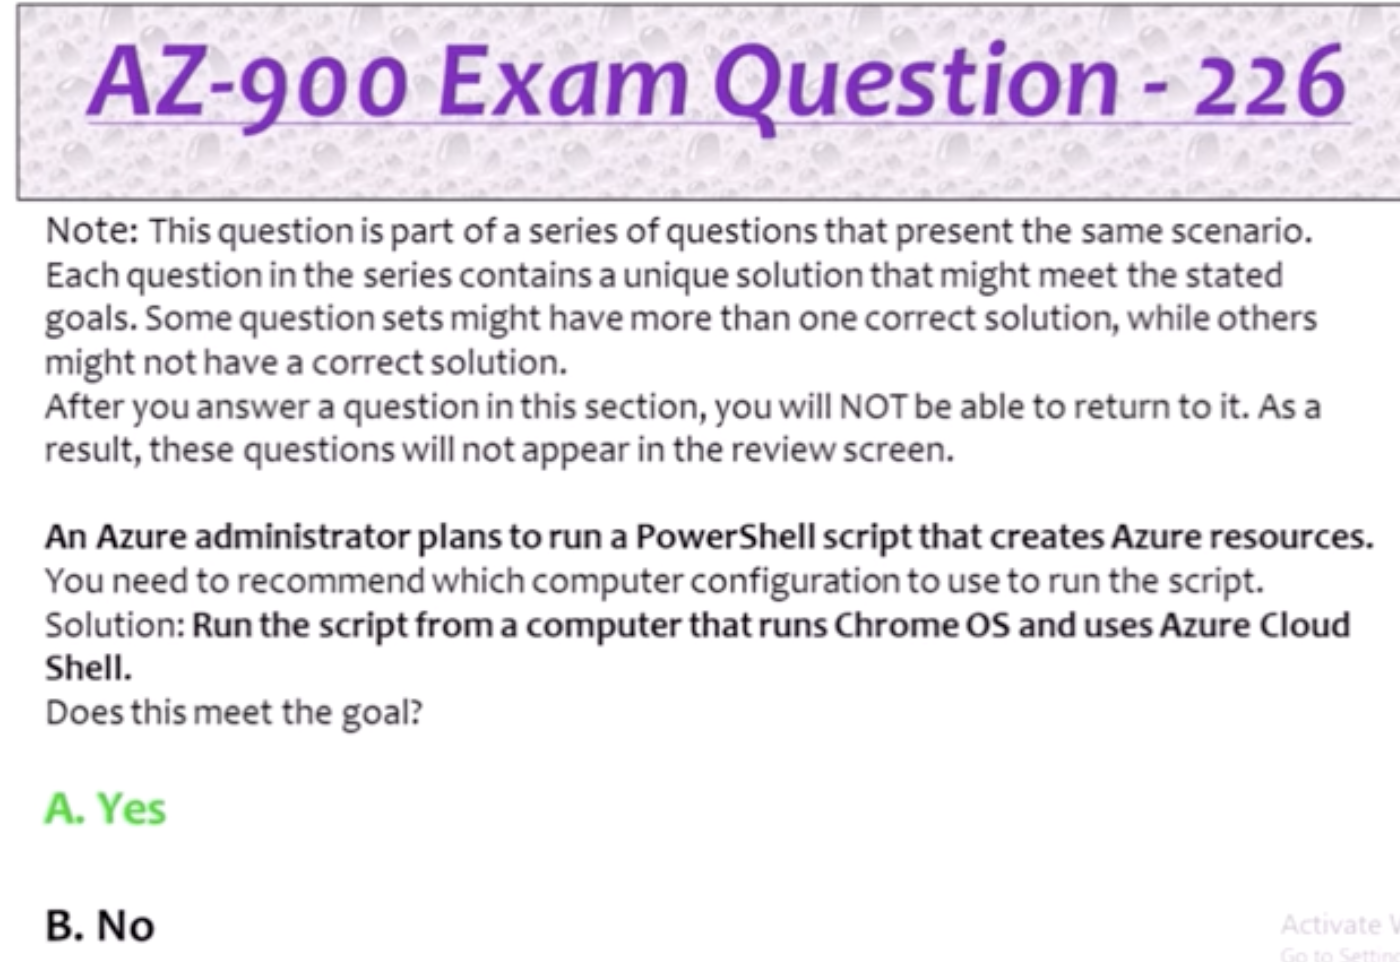 AZ-900 Exam Question - 226
Note: This question is part of a series of questions that present the same scenario.
Each question in the series contains a unique solution that might meet the stated
goals. Some question sets might have more than one correct solution, while others
might not have a correct solution.
After you answer a question in this section, you will NOT be able to return to it. As a
result, these questions will not appear in the review screen.
An Azure administrator plans to run a PowerShell script that creates Azure resources.
You need to recommend which computer configuration to use to run the script.
Solution: Run the script from a computer that runs Chrome OS and uses Azure Cloud
Shell.
Does this meet the goal?
A. Yes
B. No
Activate
Go to